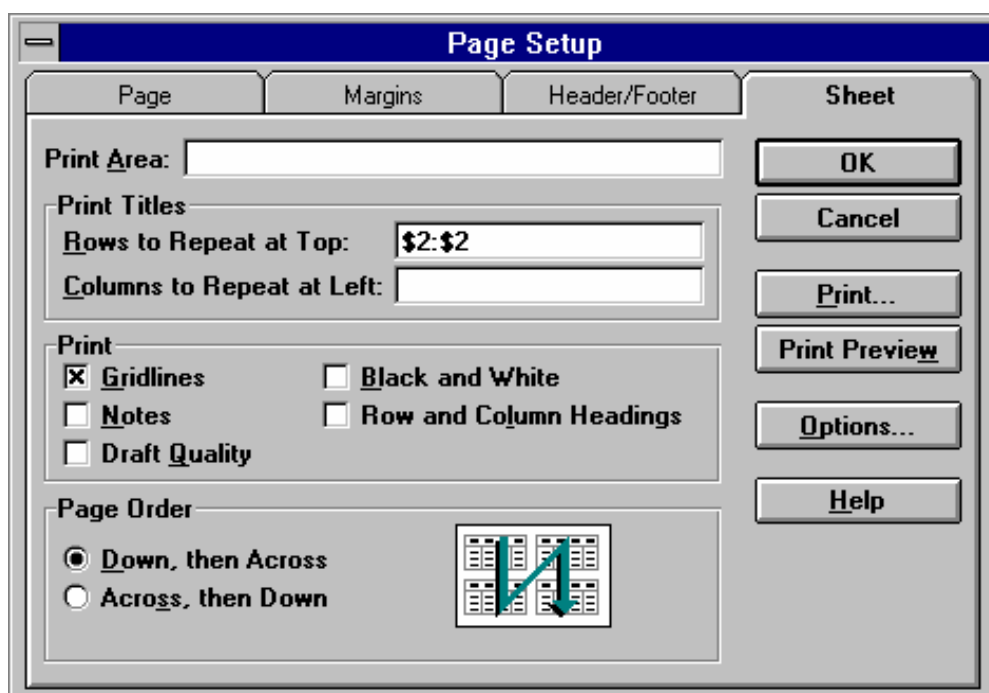 Page Setup
Page Margins Header/Footer Sheet
Print Area:
Print Titles
Rows to Repeat at Top: $2:$2
Columns to Repeat at Left:
Print
Gridlines Black and White
Notes Row and Column Headings
Draft Quality
Page Order
Down, then Across
Across, then Down
OK
Cancel
Print...
Print Preview
Options...
Help